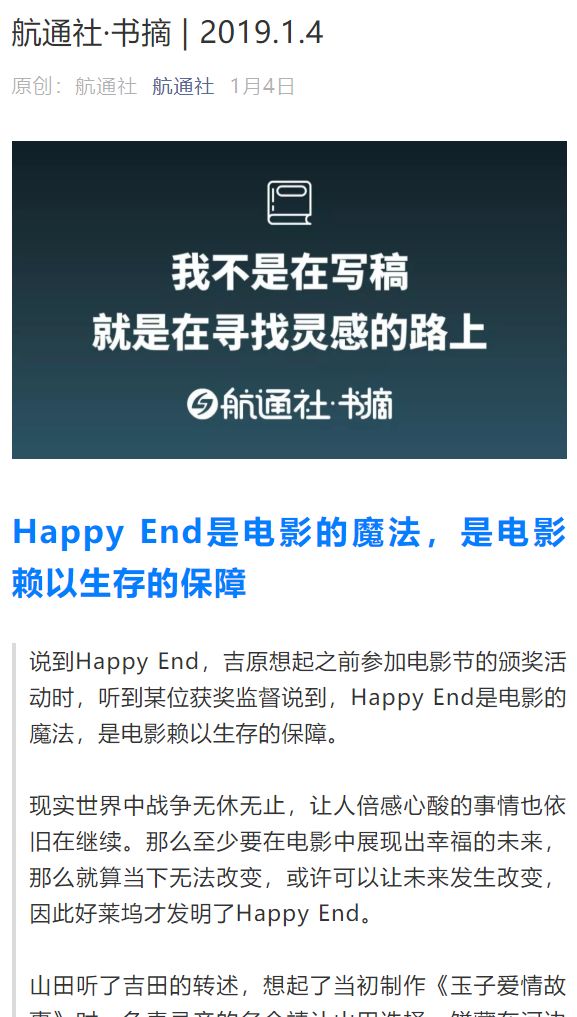 航通社·书摘 | 2019.1.4
原创：航通社 航通社 1月4日
我不是在写稿
就是在寻找灵感的路上
航通社·书摘
Happy End是电影的魔法，是电影
赖以生存的保障
说到Happy End，吉原想起之前参加电影节的颁奖活
动时，听到某位获奖监督说到，Happy End是电影的
魔法，是电影赖以生存的保障。
现实世界中战争无休无止，让人倍感心酸的事情也依
旧在继续。那么至少要在电影中展现出幸福的未来，
那么就算当下无法改变，或许可以让未来发生改变，
因此好莱坞才发明了Happy End。
山田听了吉田的转述，想起了当初制作《玉子爱情故